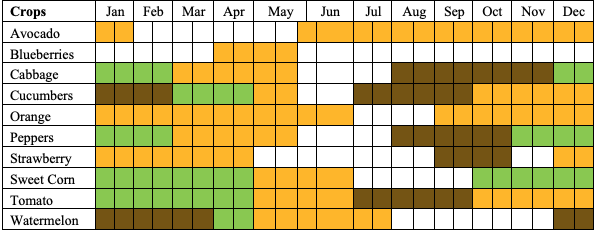 Crops Jan Feb Mar Apr May Jun Jul Aug Sep Oct Nov Dec
Avocado
Blueberries
Cabbage
Cucumbers
Orange
Peppers
Strawberry
Sweet Corn
Tomato
Watermelon